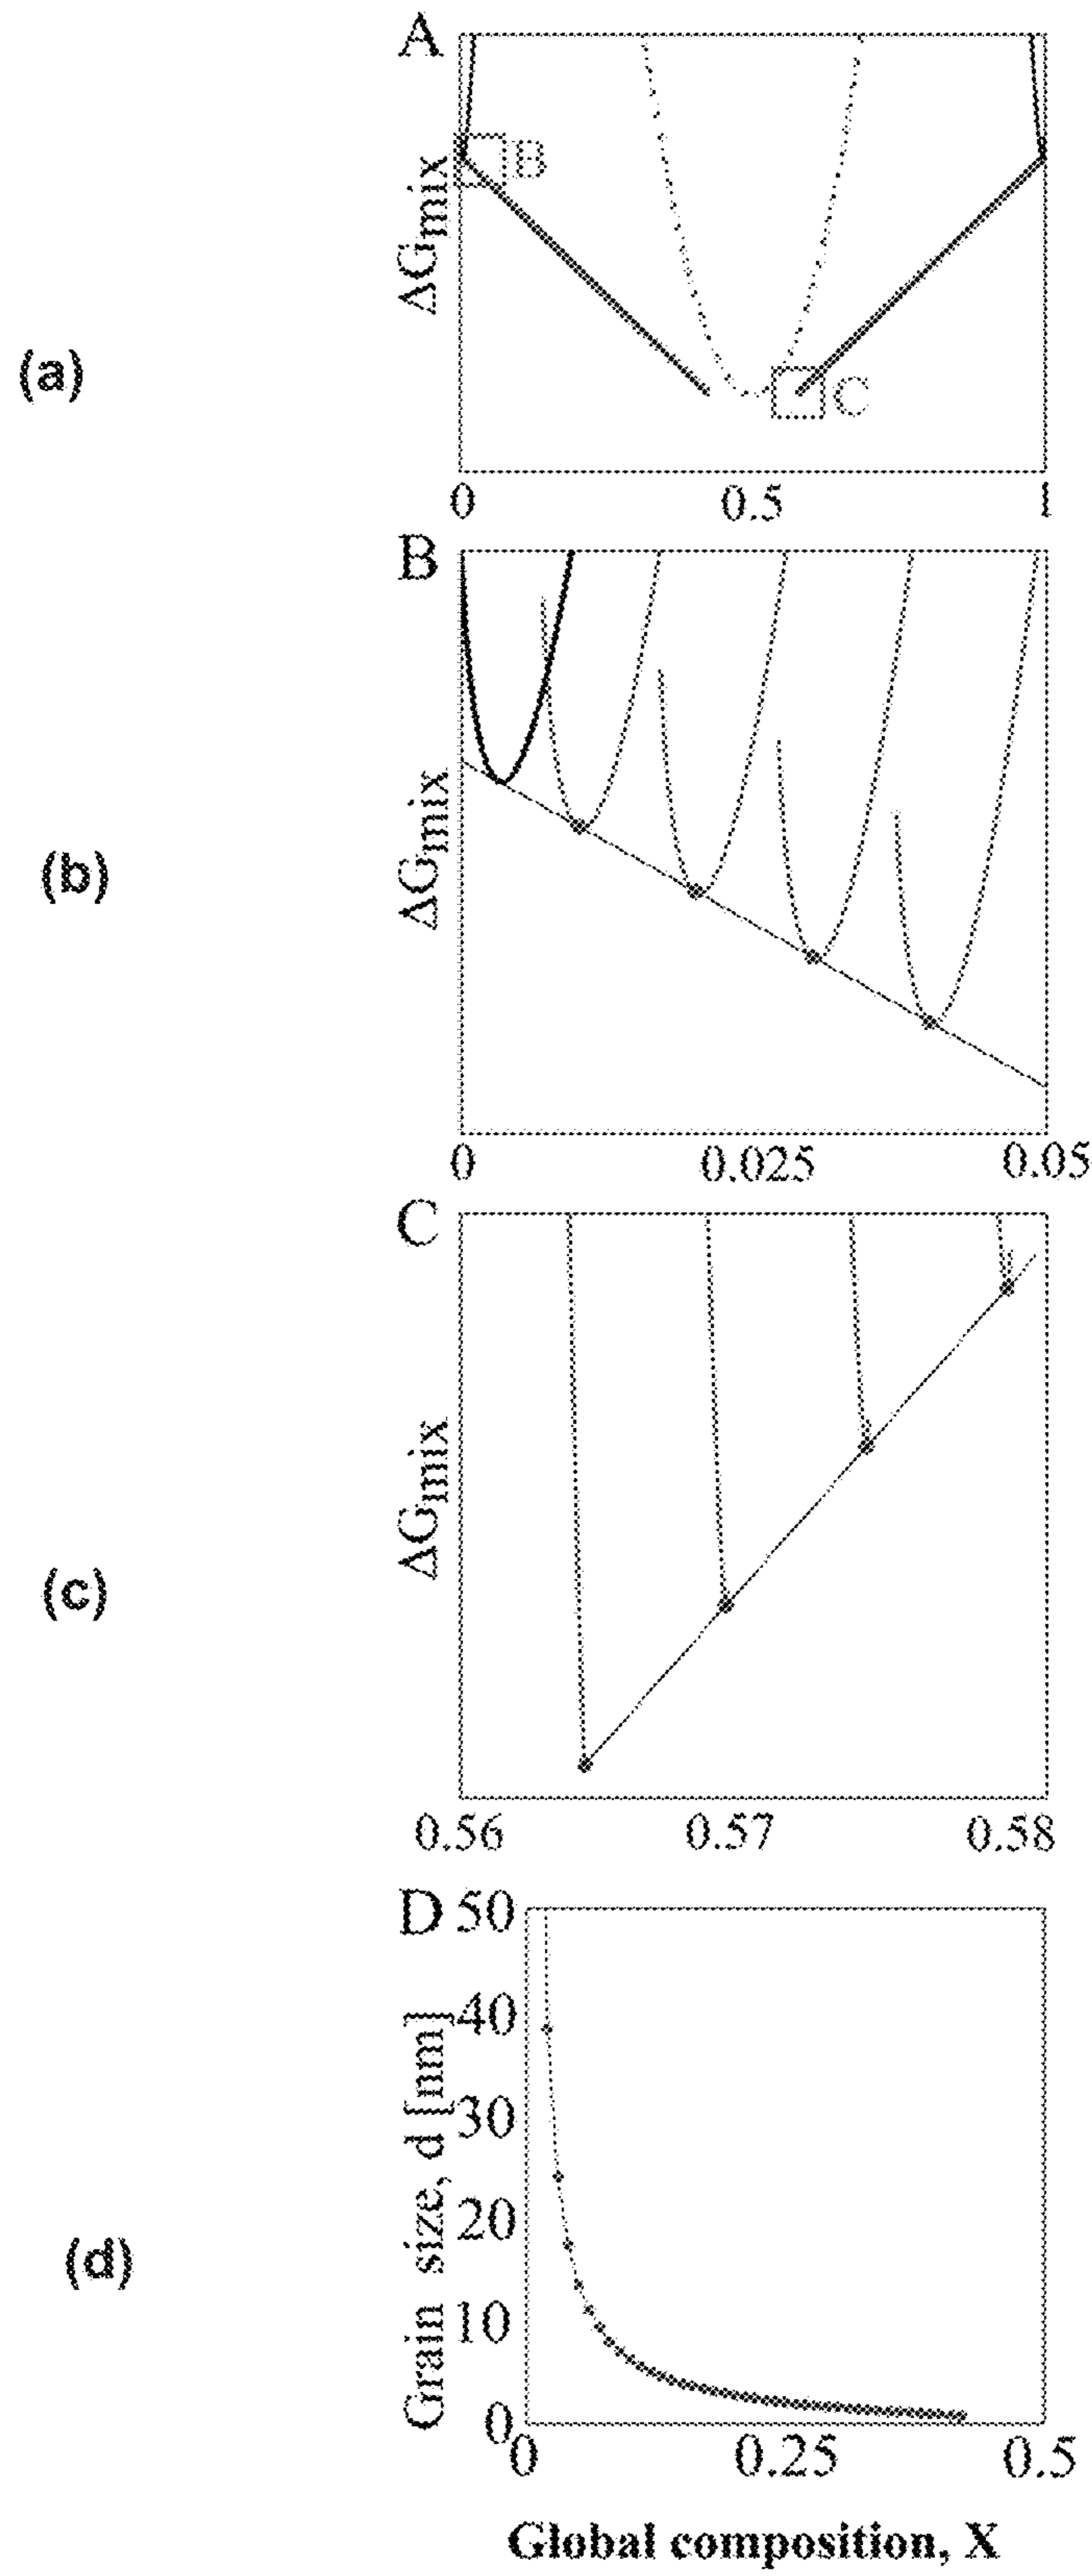 A
ΔGmix
B
C
(a)
0 0.5 1
B
ΔGmix
(b)
0 0.025 0.05
C
ΔGmix
(c)
0.56 0.57 0.58
D 50
40
30
20
10
0
Grain size, d [nm]
(d)
0 0.25 0.5
Global composition, X